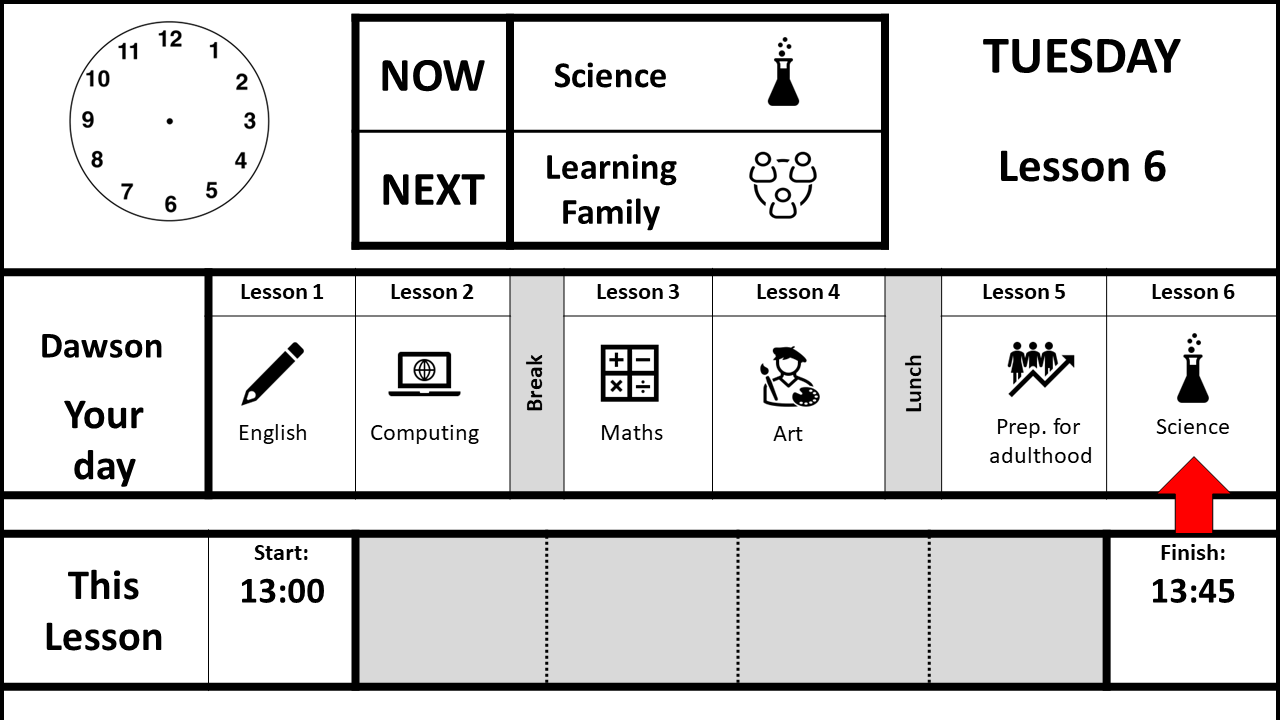 12
11
1
10
2
9
3
8
4
7
5
6
NOW
Science
NEXT
Learning
Family
TUESDAY
Lesson 6
Dawson
Your
day
Lesson 1
English
Lesson 2
Computing
Break
Lesson 3
Maths
Lesson 4
Art
Lunch
Lesson 5
Prep. for
adulthood
Lesson 6
Science
This
Lesson
Start:
13:00
Finish:
13:45